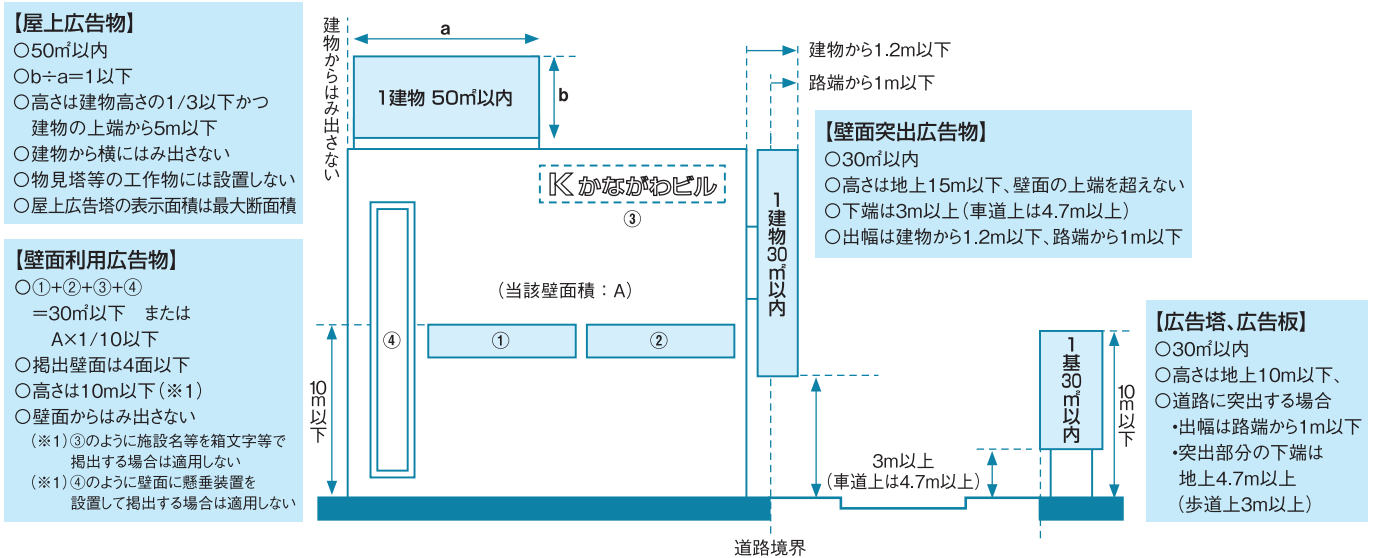 【屋上広告物】
○50㎡以内
○b÷a＝1以下
○高さは建物高さの1/3以下かつ
建物の上端から5m以下
○建物から横にはみ出さない
○物見塔等の工作物には設置しない
○屋上広告塔の表示面積は最大断面積
【壁面利用広告物】
○①+②+③+④
＝30㎡以下　または
A×1/10以下
○掲出壁面は4面以下
○高さは10m以下（※1）
○壁面からはみ出さない
（※1）③のように施設名等を箱文字等で
掲出する場合は適用しない
（※1）④のように壁面に懸垂装置を
設置して掲出する場合は適用しない
建物からはみ出さない
a
1建物 50㎡以内
b
K かながわビル
③
（当該壁面積：A）
④
①
②
10m以下
建物から1.2m以下
路端から1m以下
1建物30㎡以内
【壁面突出広告物】
○30㎡以内
○高さは地上15m以下、壁面の上端を超えない
○下端は3m以上（車道上は4.7m以上）
○出幅は建物から1.2m以下、路端から1m以下
3m以上
（車道上は4.7m以上）
道路境界
1基30㎡以内
10m以下
【広告塔、広告板】
○30㎡以内
○高さは地上10m以下、
○道路に突出する場合
・出幅は路端から1m以下
・突出部分の下端は
地上4.7m以上
（歩道上3m以上）